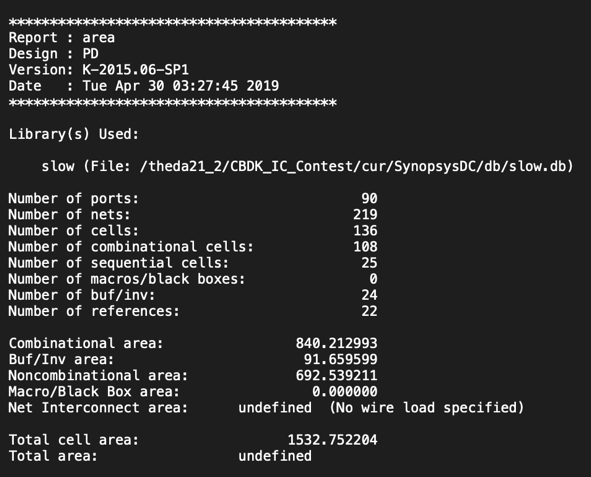 ****************************************
Report : area
Design : PD
Version: K-2015.06-SP1
Date   : Tue Apr 30 03:27:45 2019
****************************************
Library(s) Used:
slow (File: /theda21_2/CBDK_IC_Contest/cur/SynopsysDC/db/slow.db)
Number of ports:                           90
Number of nets:                           219
Number of cells:                          136
Number of combinational cells:            108
Number of sequential cells:                25
Number of macros/black boxes:               0
Number of buf/inv:                         24
Number of references:                      22
Combinational area:                840.212993
Buf/Inv area:                       91.659599
Noncombinational area:             692.539211
Macro/Black Box area:                0.000000
Net Interconnect area:      undefined  (No wire load specified)
Total cell area:                  1532.752204
Total area:                 undefined